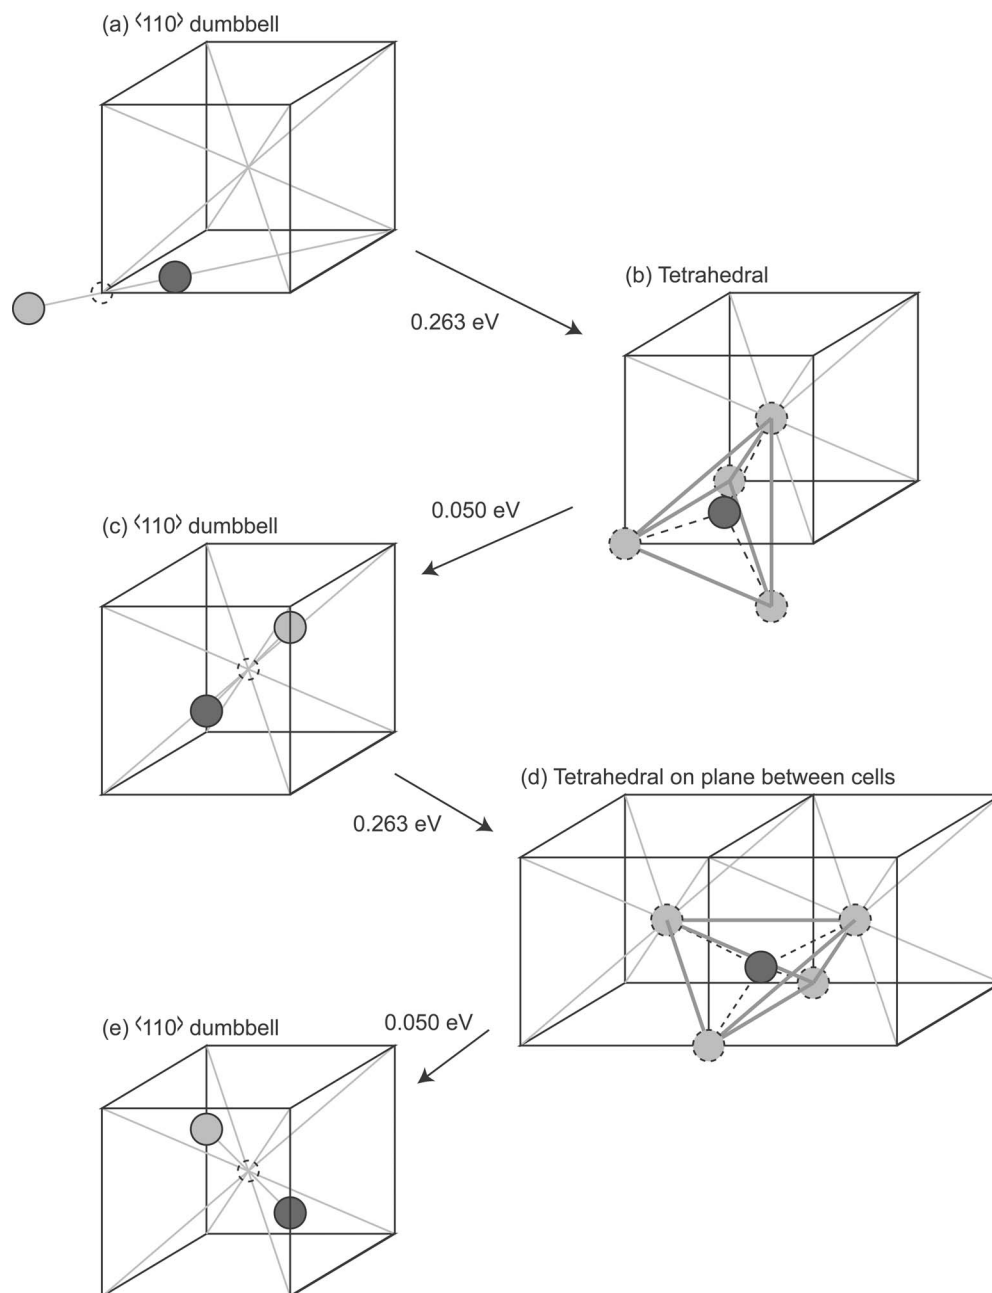 (a) ‹110› dumbbell
0.263 eV
(b) Tetrahedral
0.050 eV
(c) ‹110› dumbbell
0.263 eV
(d) Tetrahedral on plane between cells
0.050 eV
(e) ‹110› dumbbell